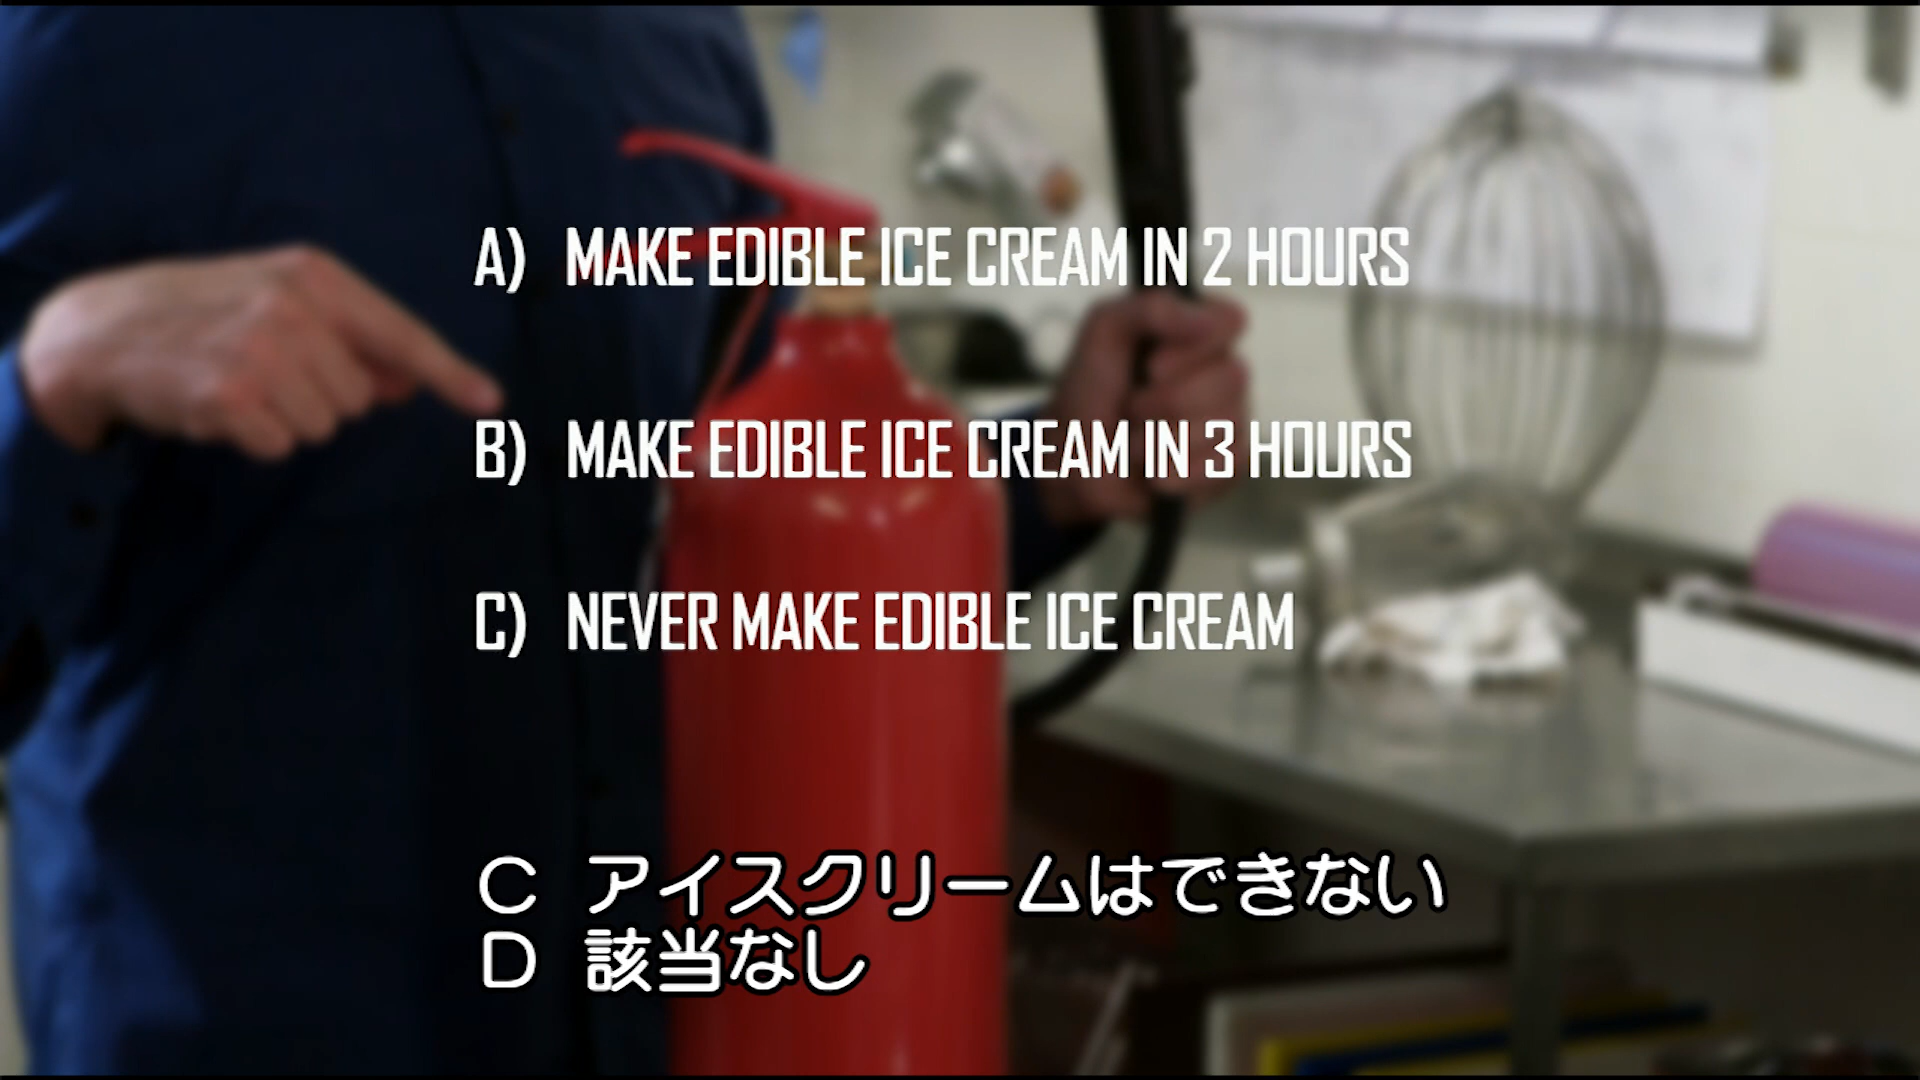 A) MAKE EDIBLE ICE CREAM IN 2 HOURS
B) MAKE EDIBLE ICE CREAM IN 3 HOURS
C) NEVER MAKE EDIBLE ICE CREAM
C アイスクリームはできない
D 該当なし